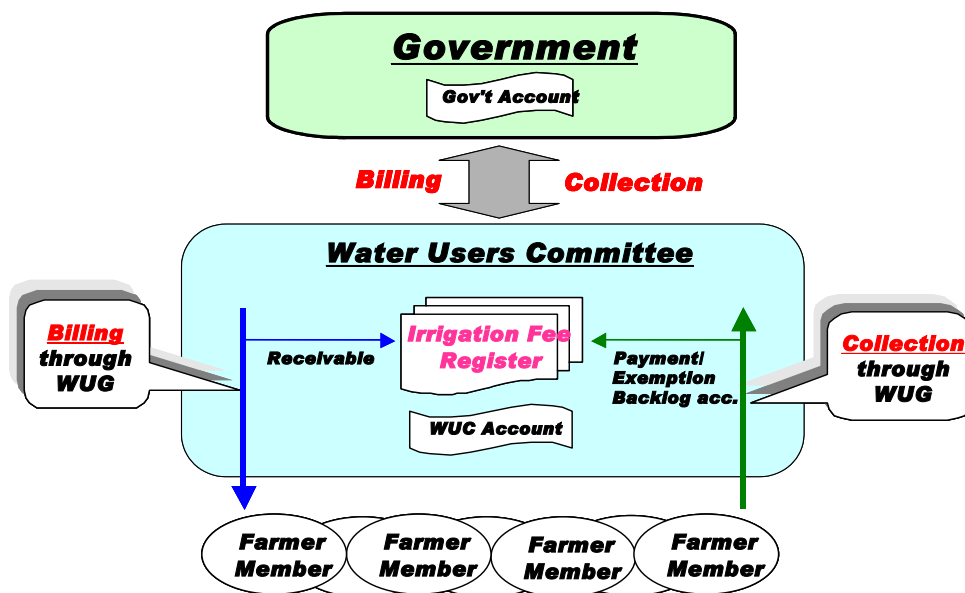 Government
Gov't Account
Billing
Collection
Water Users Committee
Billing
through
WUG
Receivable
Irrigation Fee
Register
Payment/
Exemption
Backlog acc.
Collection
through
WUG
WUC Account
Farmer
Member
Farmer
Member
Farmer
Member
Farmer
Member